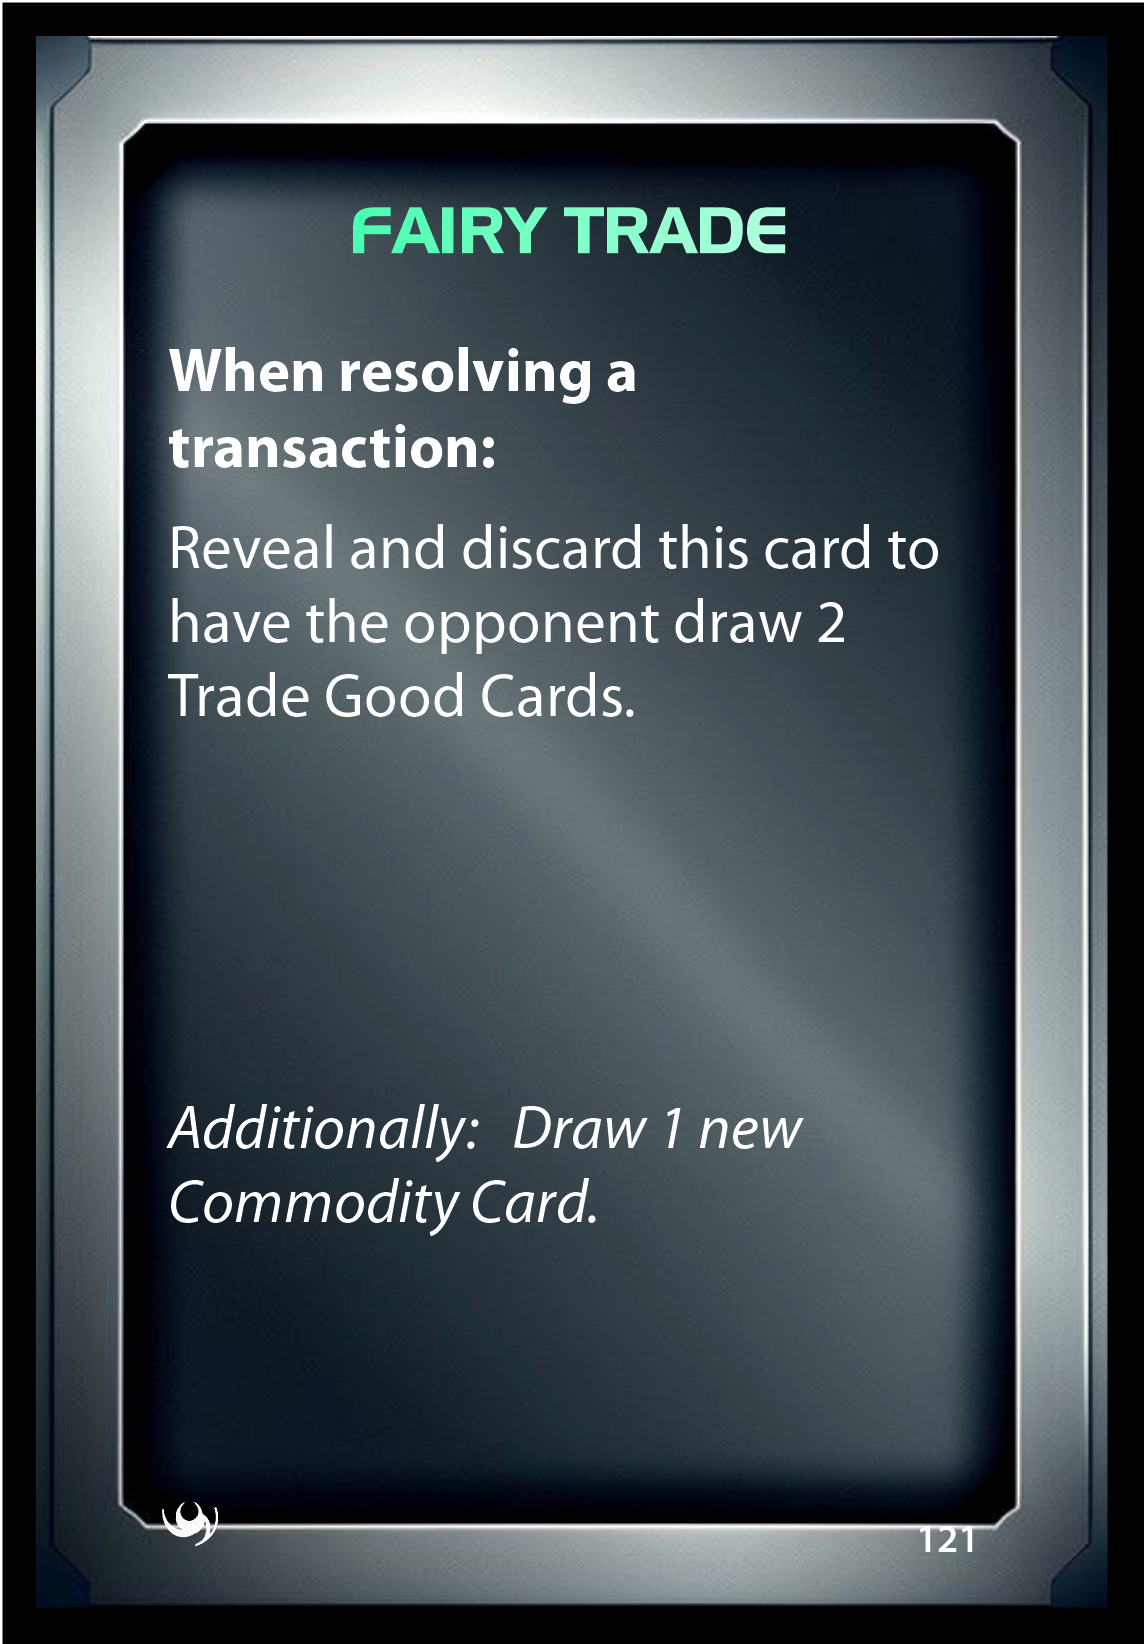 FAIRY TRADE
When resolving a
transaction:
Reveal and discard this card to
have the opponent draw 2
Trade Good Cards.
Additionally: Draw 1 new
Commodity Card.
121